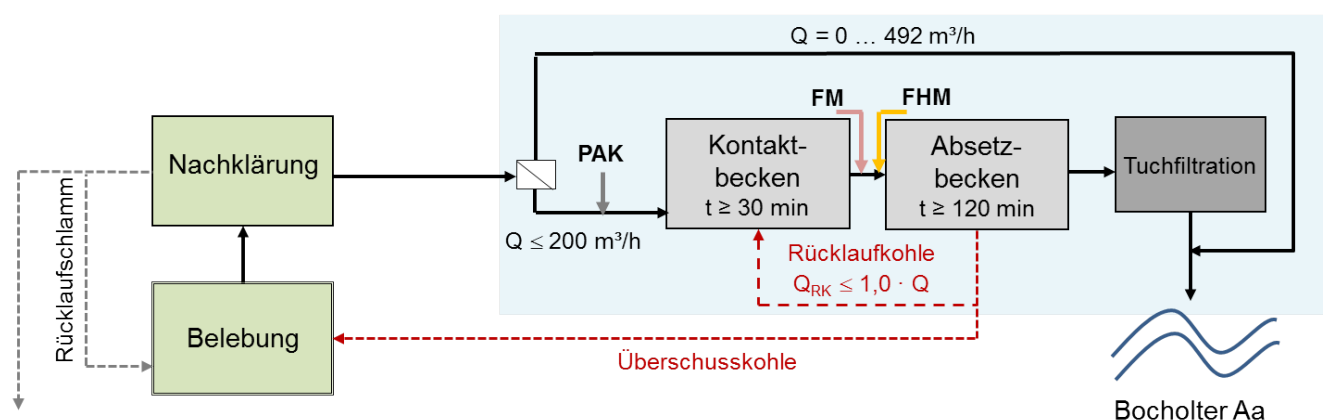 Q = 0 … 492 m³/h
FM
FHM
Nachklärung
PAK
Kontakt-
becken
t ≥ 30 min
Absetz-
becken
t ≥ 120 min
Tuchfiltration
Q ≤ 200 m³/h
Rücklaufschlamm
Rücklaufkohle
Q_RK ≤ 1,0 · Q
Belebung
Überschusskohle
Bocholter Aa